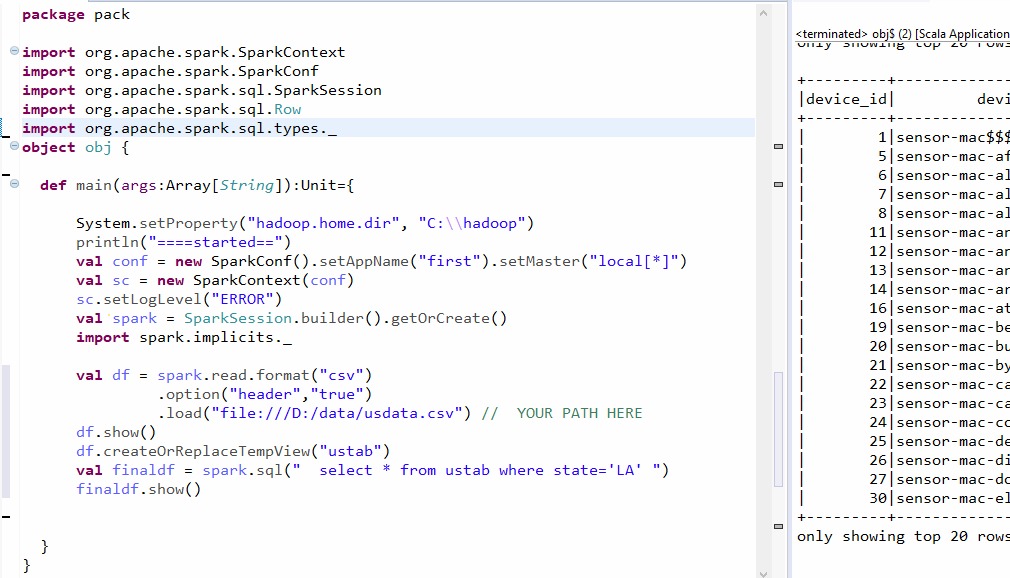 package pack
import org.apache.spark.SparkContext
import org.apache.spark.SparkConf
import org.apache.spark.sql.SparkSession
import org.apache.spark.sql.Row
import org.apache.spark.sql.types._
object obj {
def main(args:Array[String]):Unit={
System.setProperty("hadoop.home.dir", "C:\\hadoop")
println("====started==")
val conf = new SparkConf().setAppName("first").setMaster("local[*]")
val sc = new SparkContext(conf)
sc.setLogLevel("ERROR")
val spark = SparkSession.builder().getOrCreate()
import spark.implicits._
val df = spark.read.format("csv")
.option("header","true")
.load("file:///D:/data/usdata.csv") // YOUR PATH HERE
df.show()
df.createOrReplaceTempView("ustab")
val finaldf = spark.sql("  select * from ustab where state='LA' ")
finaldf.show()
}
}
<terminated> obj$ (2) [Scala Application
only showing top 20 rows
+---------+-------------
|device_id|        devi
+---------+-------------
|        1|sensor-mac$$$
|        5|sensor-mac-af
|        6|sensor-mac-al
|        7|sensor-mac-al
|        8|sensor-mac-al
|       11|sensor-mac-an
|       12|sensor-mac-an
|       13|sensor-mac-an
|       14|sensor-mac-an
|       16|sensor-mac-at
|       19|sensor-mac-be
|       20|sensor-mac-bu
|       21|sensor-mac-by
|       22|sensor-mac-ca
|       23|sensor-mac-ca
|       24|sensor-mac-co
|       25|sensor-mac-de
|       26|sensor-mac-di
|       27|sensor-mac-do
|       30|sensor-mac-el
+---------+-------------
only showing top 20 rows